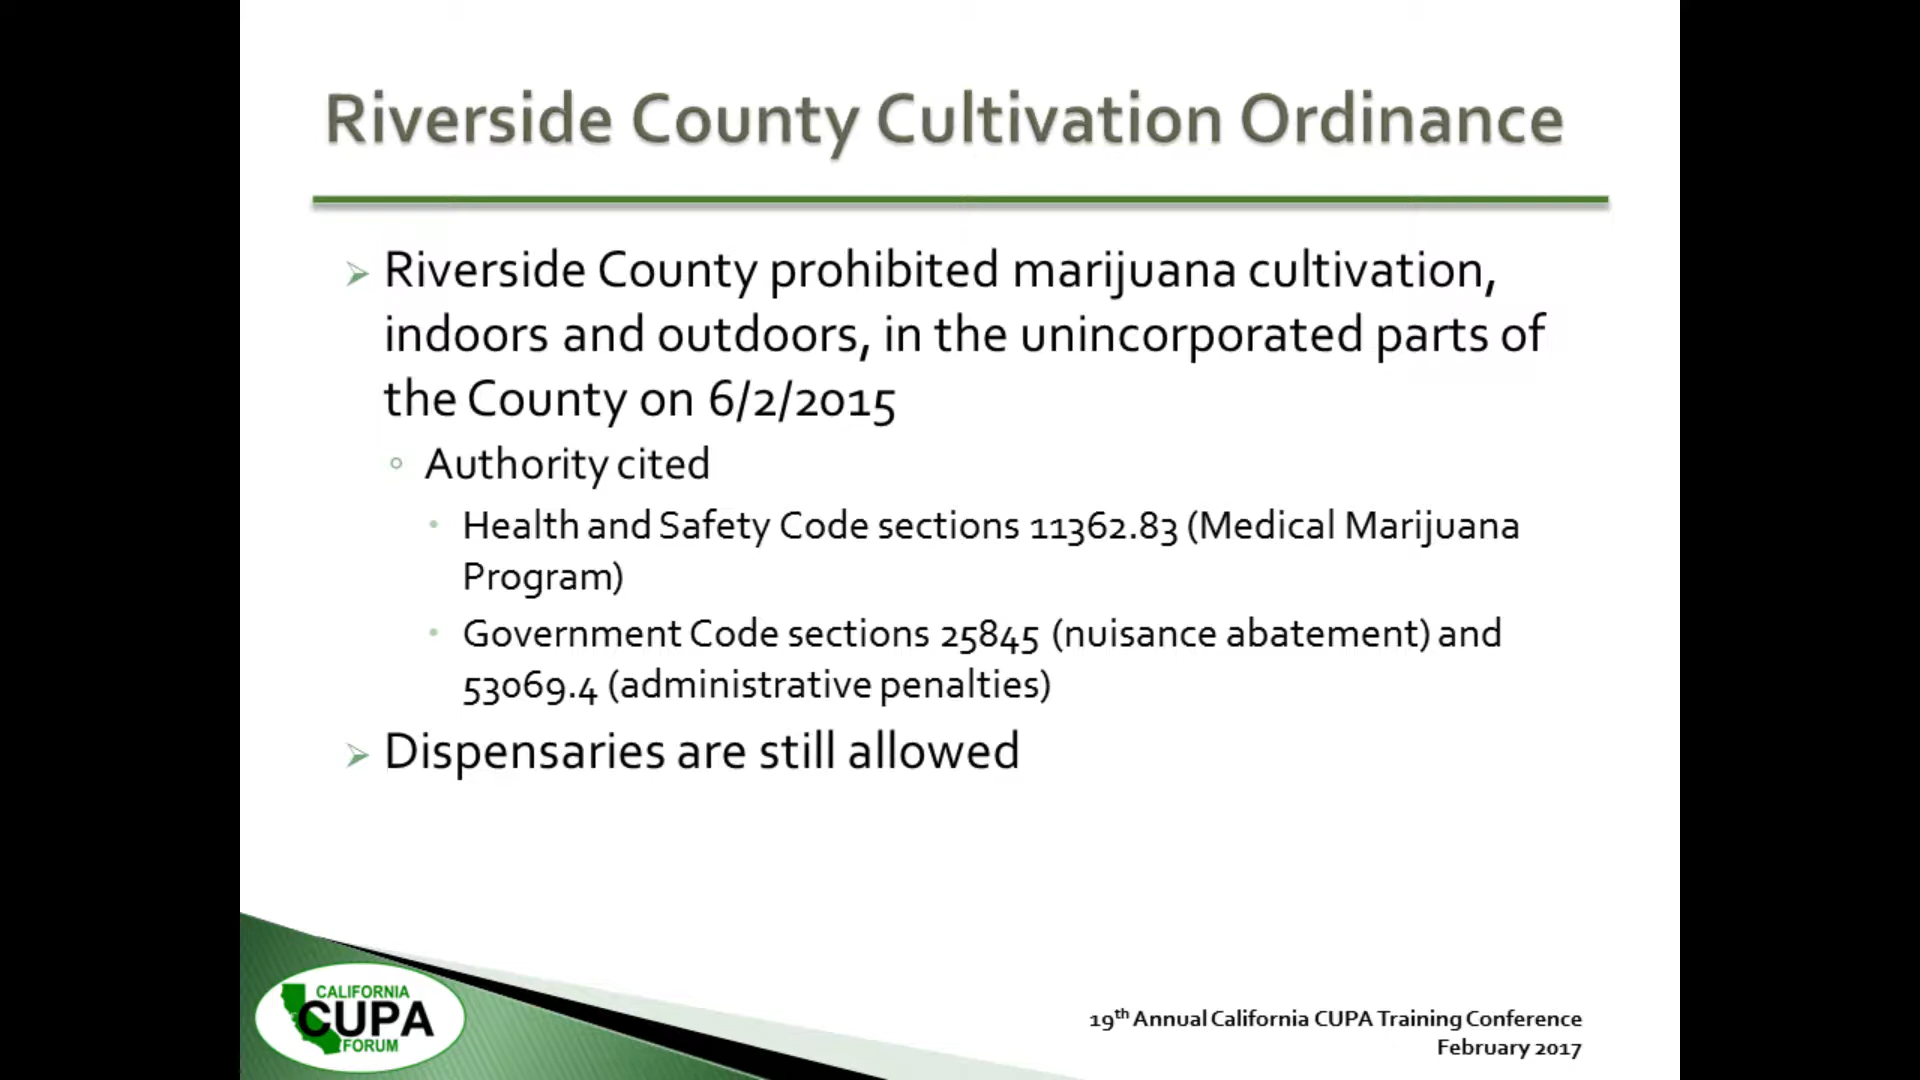 Riverside County Cultivation Ordinance
Riverside County prohibited marijuana cultivation,
indoors and outdoors, in the unincorporated parts of
the County on 6/2/2015
Authority cited
Health and Safety Code sections 11362.83 (Medical Marijuana
Program)
Government Code sections 25845 (nuisance abatement) and
53069.4 (administrative penalties)
Dispensaries are still allowed
CALIFORNIA
CUPA
FORUM
19th Annual California CUPA Training Conference
February 2017